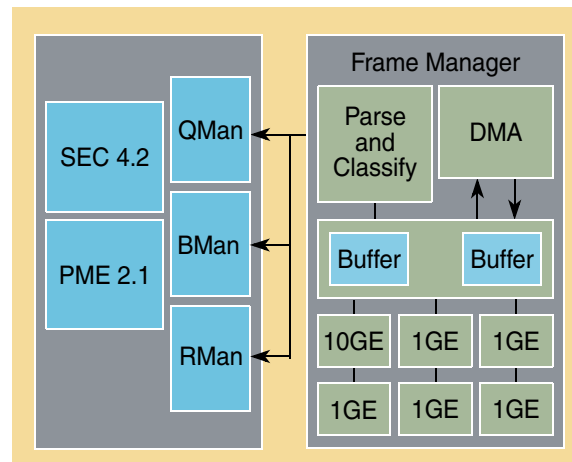 SEC 4.2
PME 2.1
QMan
BMan
RMan
Frame Manager
Parse
and
Classify
DMA
Buffer
Buffer
10GE
1GE
1GE
1GE
1GE
1GE